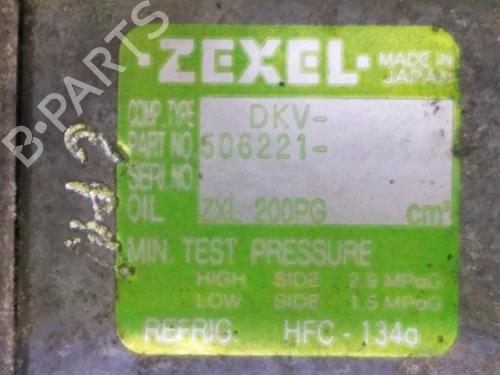 ZEXEL
MADE IN
JAPAN
COMP.TYPE DKV-
PART NO. 506221-
SERI.NO.
OIL ZXL 200PG cm³
MIN. TEST PRESSURE
HIGH SIDE 2.9 MPaG
LOW SIDE 1.5 MPaG
REFRIG. HFC-134a
B-PARTS